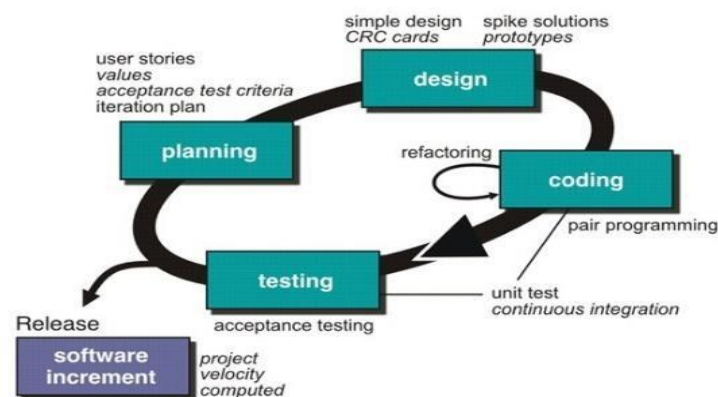 simple design
CRC cards
spike solutions
prototypes
user stories
values
acceptance test criteria
iteration plan
design
planning
refactoring
coding
pair programming
testing
unit test
continuous integration
acceptance testing
Release
software
increment
project
velocity
computed